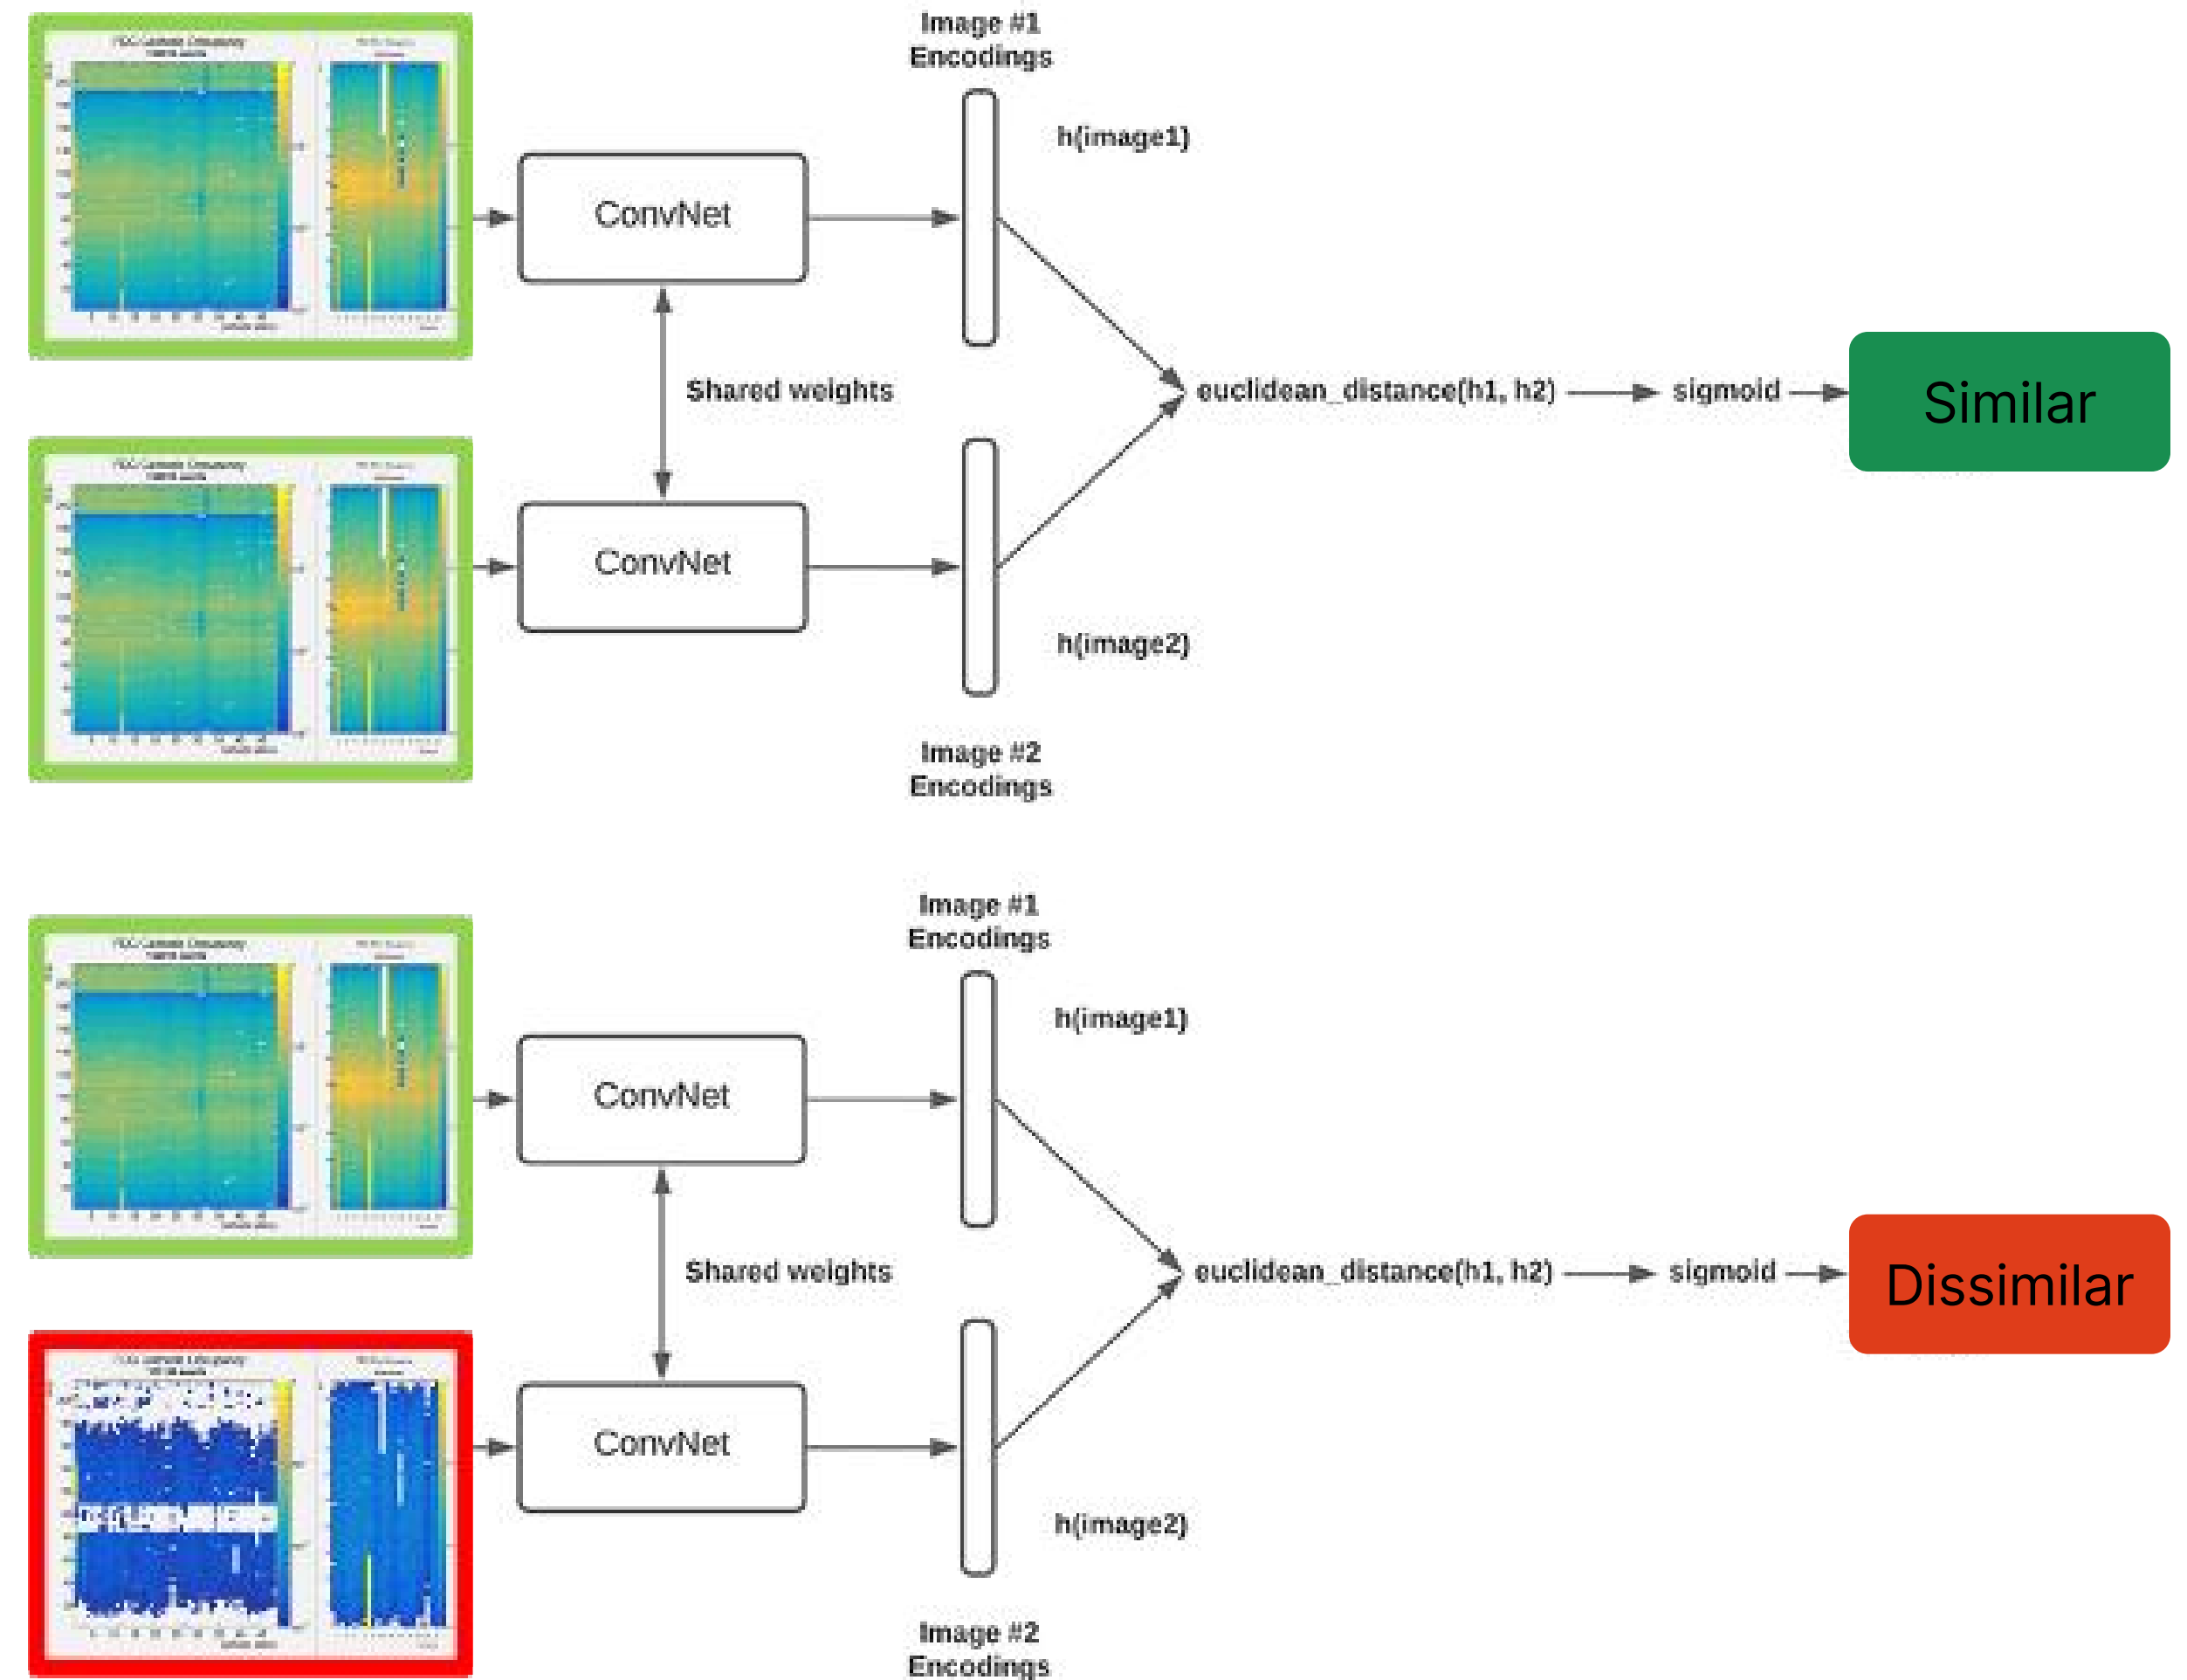 Image #1
Encodings
h(image1)
ConvNet
Shared weights
euclidean_distance(h1, h2)
sigmoid
Similar
ConvNet
h(image2)
Image #2
Encodings
Image #1
Encodings
h(image1)
ConvNet
Shared weights
euclidean_distance(h1, h2)
sigmoid
Dissimilar
ConvNet
h(image2)
Image #2
Encodings